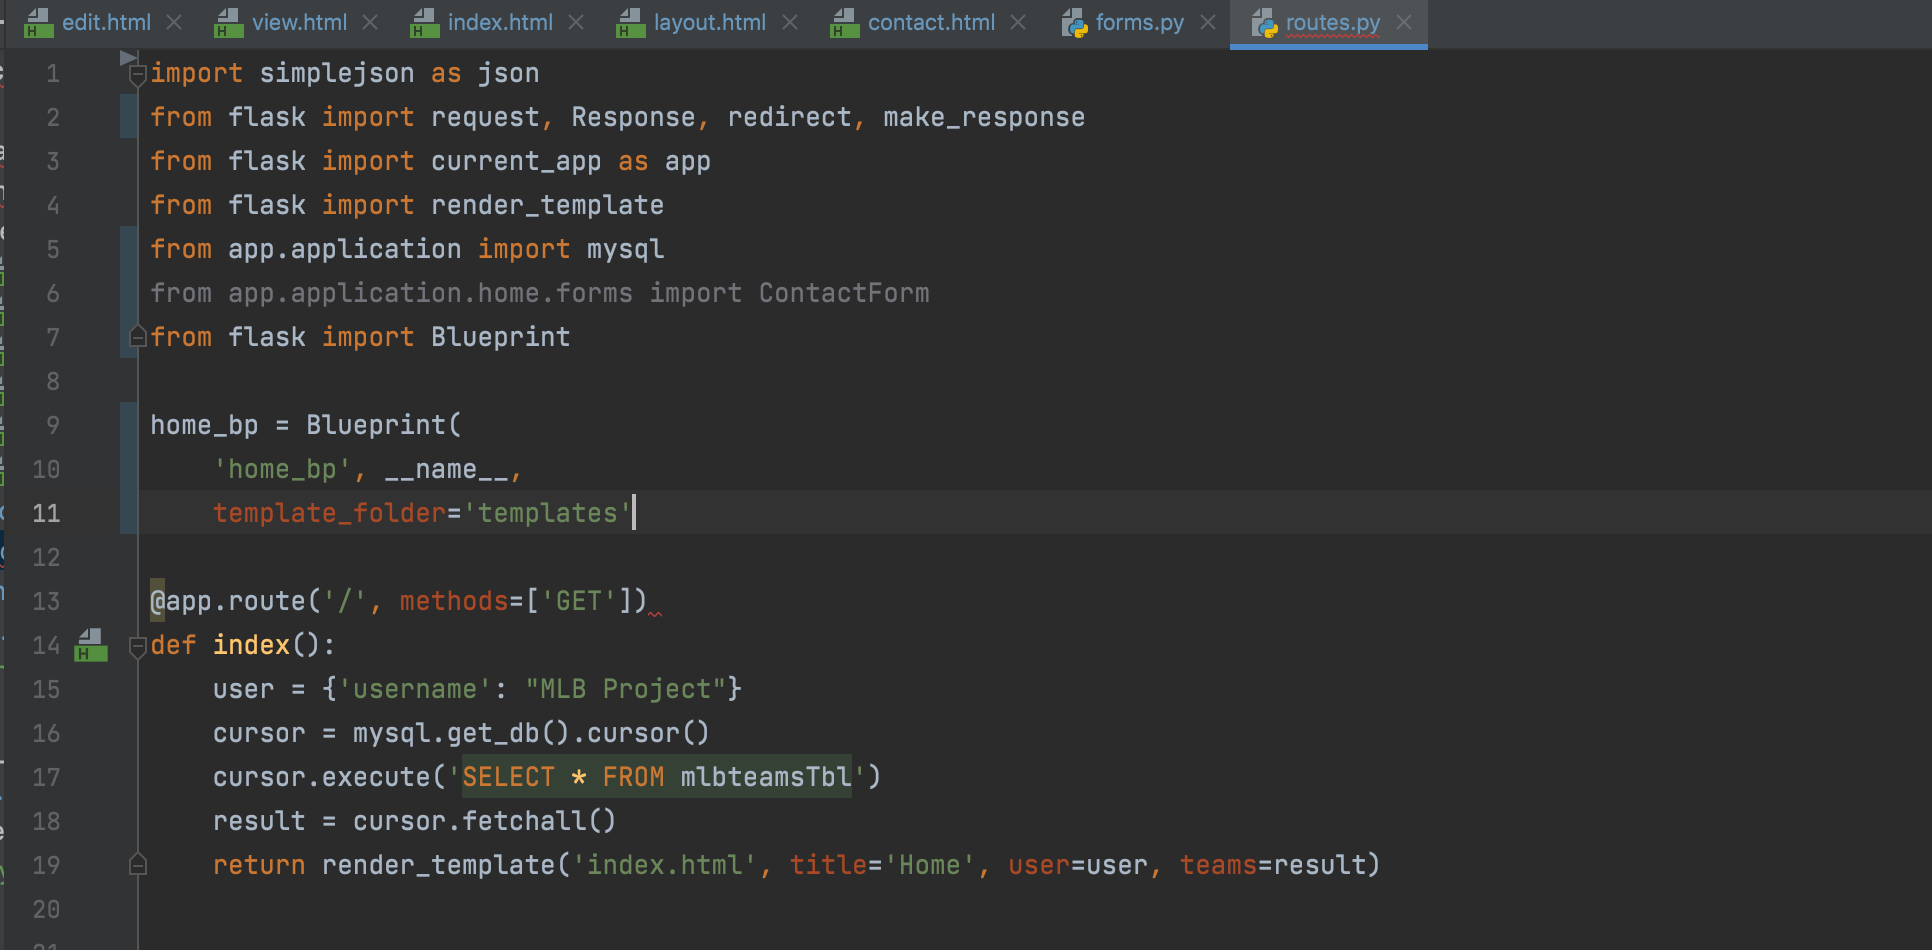 edit.html view.html index.html layout.html contact.html forms.py routes.py
1 import simplejson as json
2 from flask import request, Response, redirect, make_response
3 from flask import current_app as app
4 from flask import render_template
5 from app.application import mysql
6 from app.application.home.forms import ContactForm
7 from flask import Blueprint
8
9 home_bp = Blueprint(
10 'home_bp', __name__,
11 template_folder='templates'
12
13 @app.route('/', methods=['GET'])
14 def index():
15 user = {'username': "MLB Project"}
16 cursor = mysql.get_db().cursor()
17 cursor.execute('SELECT * FROM mlbteamsTbl')
18 result = cursor.fetchall()
19 return render_template('index.html', title='Home', user=user, teams=result)
20